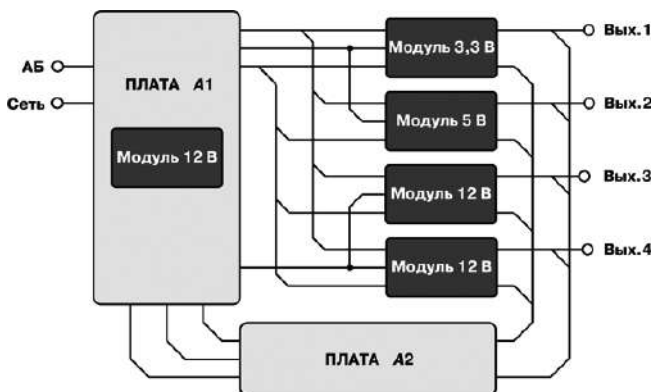 АБ
Сеть
ПЛАТА А1
Модуль 12 В
Модуль 3,3 В
Модуль 5 В
Модуль 12 В
Модуль 12 В
Вых.1
Вых.2
Вых.3
Вых.4
ПЛАТА А2